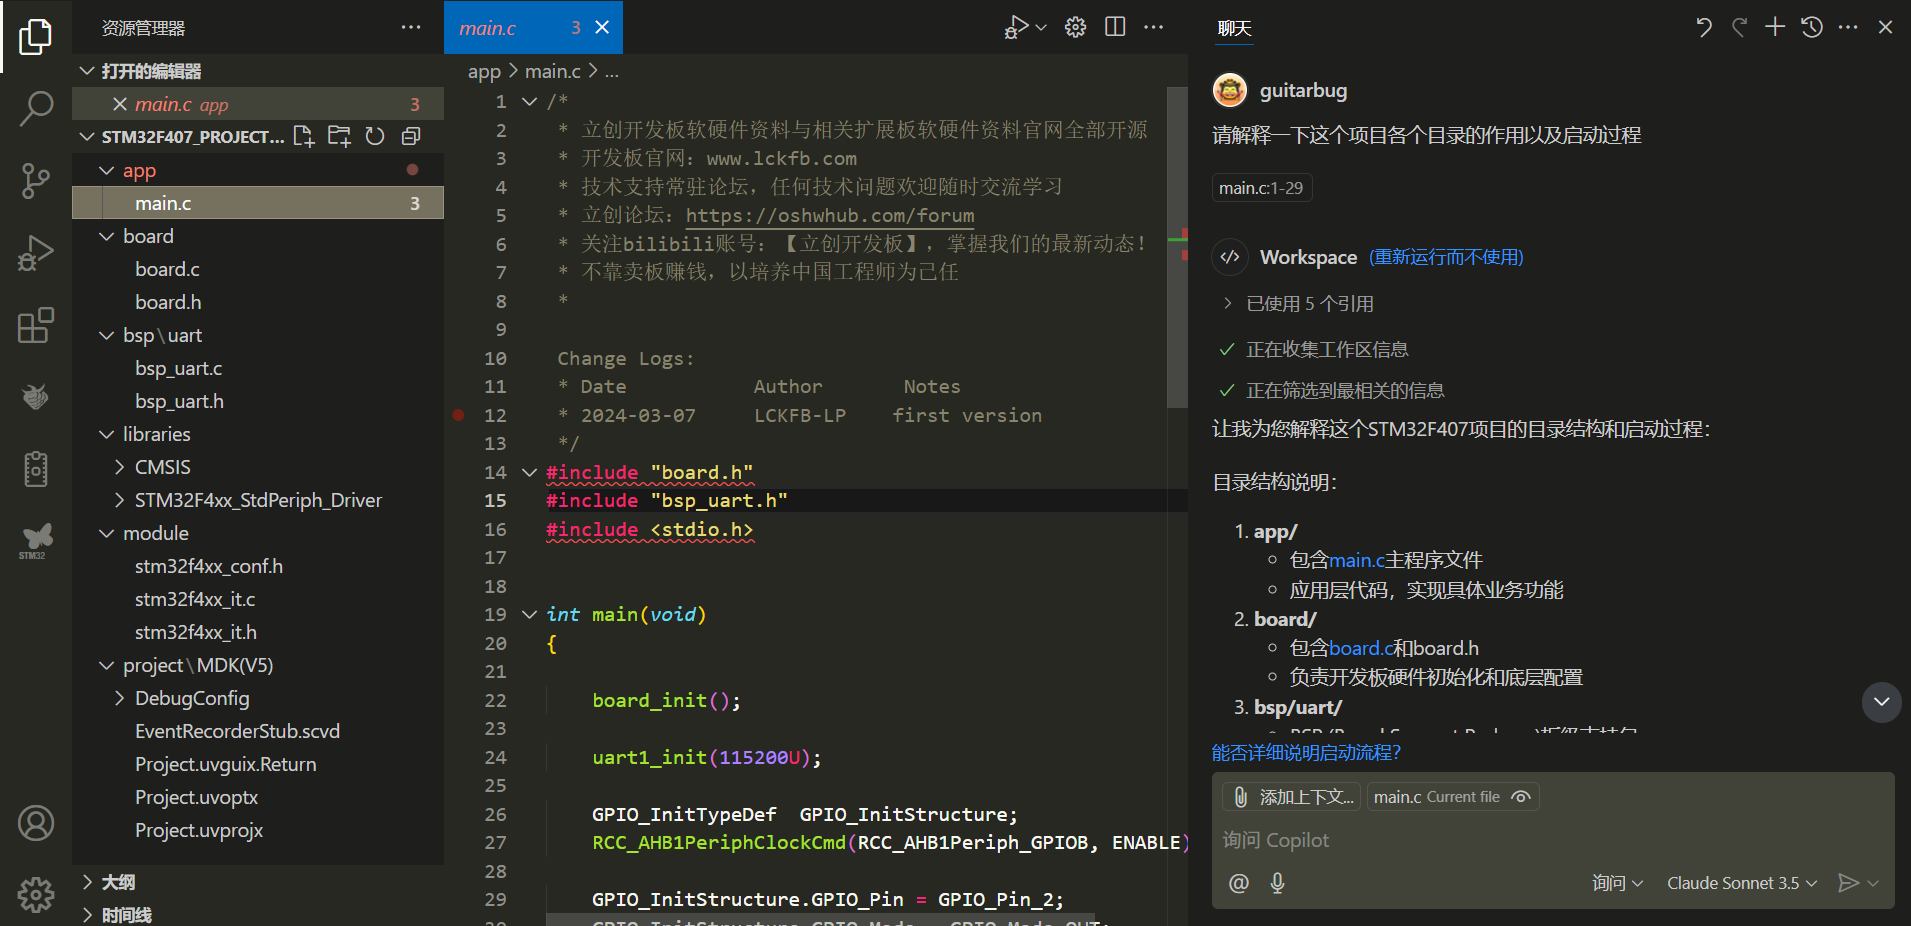 资源管理器
打开的编辑器
main.c app 3
STM32F407_PROJECT...
app
main.c 3
board
board.c
board.h
bsp\uart
bsp_uart.c
bsp_uart.h
libraries
CMSIS
STM32F4xx_StdPeriph_Driver
module
stm32f4xx_conf.h
stm32f4xx_it.c
stm32f4xx_it.h
project\MDK(V5)
DebugConfig
EventRecorderStub.scvd
Project.uvguix.Return
Project.uvoptx
Project.uvprojx
大纲
时间线
STM32
main.c 3
app > main.c > ...
1 /*
2 * 立创开发板软硬件资料与相关扩展板软硬件资料官网全部开源
3 * 开发板官网：www.lckfb.com
4 * 技术支持常驻论坛，任何技术问题欢迎随时交流学习
5 * 立创论坛：https://oshwhub.com/forum
6 * 关注bilibili账号：【立创开发板】，掌握我们的最新动态！
7 * 不靠卖板赚钱，以培养中国工程师为己任
8 *
9
10 Change Logs:
11 * Date Author Notes
12 * 2024-03-07 LCKFB-LP first version
13 */
14 #include "board.h"
15 #include "bsp_uart.h"
16 #include <stdio.h>
17
18
19 int main(void)
20 {
21
22 board_init();
23
24 uart1_init(115200U);
25
26 GPIO_InitTypeDef GPIO_InitStructure;
27 RCC_AHB1PeriphClockCmd(RCC_AHB1Periph_GPIOB, ENABLE)
28
29 GPIO_InitStructure.GPIO_Pin = GPIO_Pin_2;
聊天
guitarbug
请解释一下这个项目各个目录的作用以及启动过程
main.c:1-29
Workspace (重新运行而不使用)
已使用 5 个引用
正在收集工作区信息
正在筛选到最相关的信息
让我为您解释这个STM32F407项目的目录结构和启动过程：
目录结构说明：
1. app/
包含main.c主程序文件
应用层代码，实现具体业务功能
2. board/
包含board.c和board.h
负责开发板硬件初始化和底层配置
3. bsp/uart/
能否详细说明启动流程?
添加上下文... main.c Current file
询问 Copilot
@ 询问 Claude Sonnet 3.5